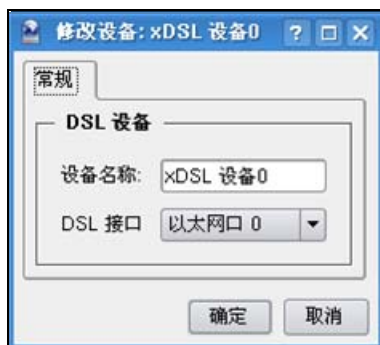 修改设备: xDSL 设备0
常规
DSL 设备
设备名称: xDSL 设备0
DSL 接口 以太网口 0
确定 取消